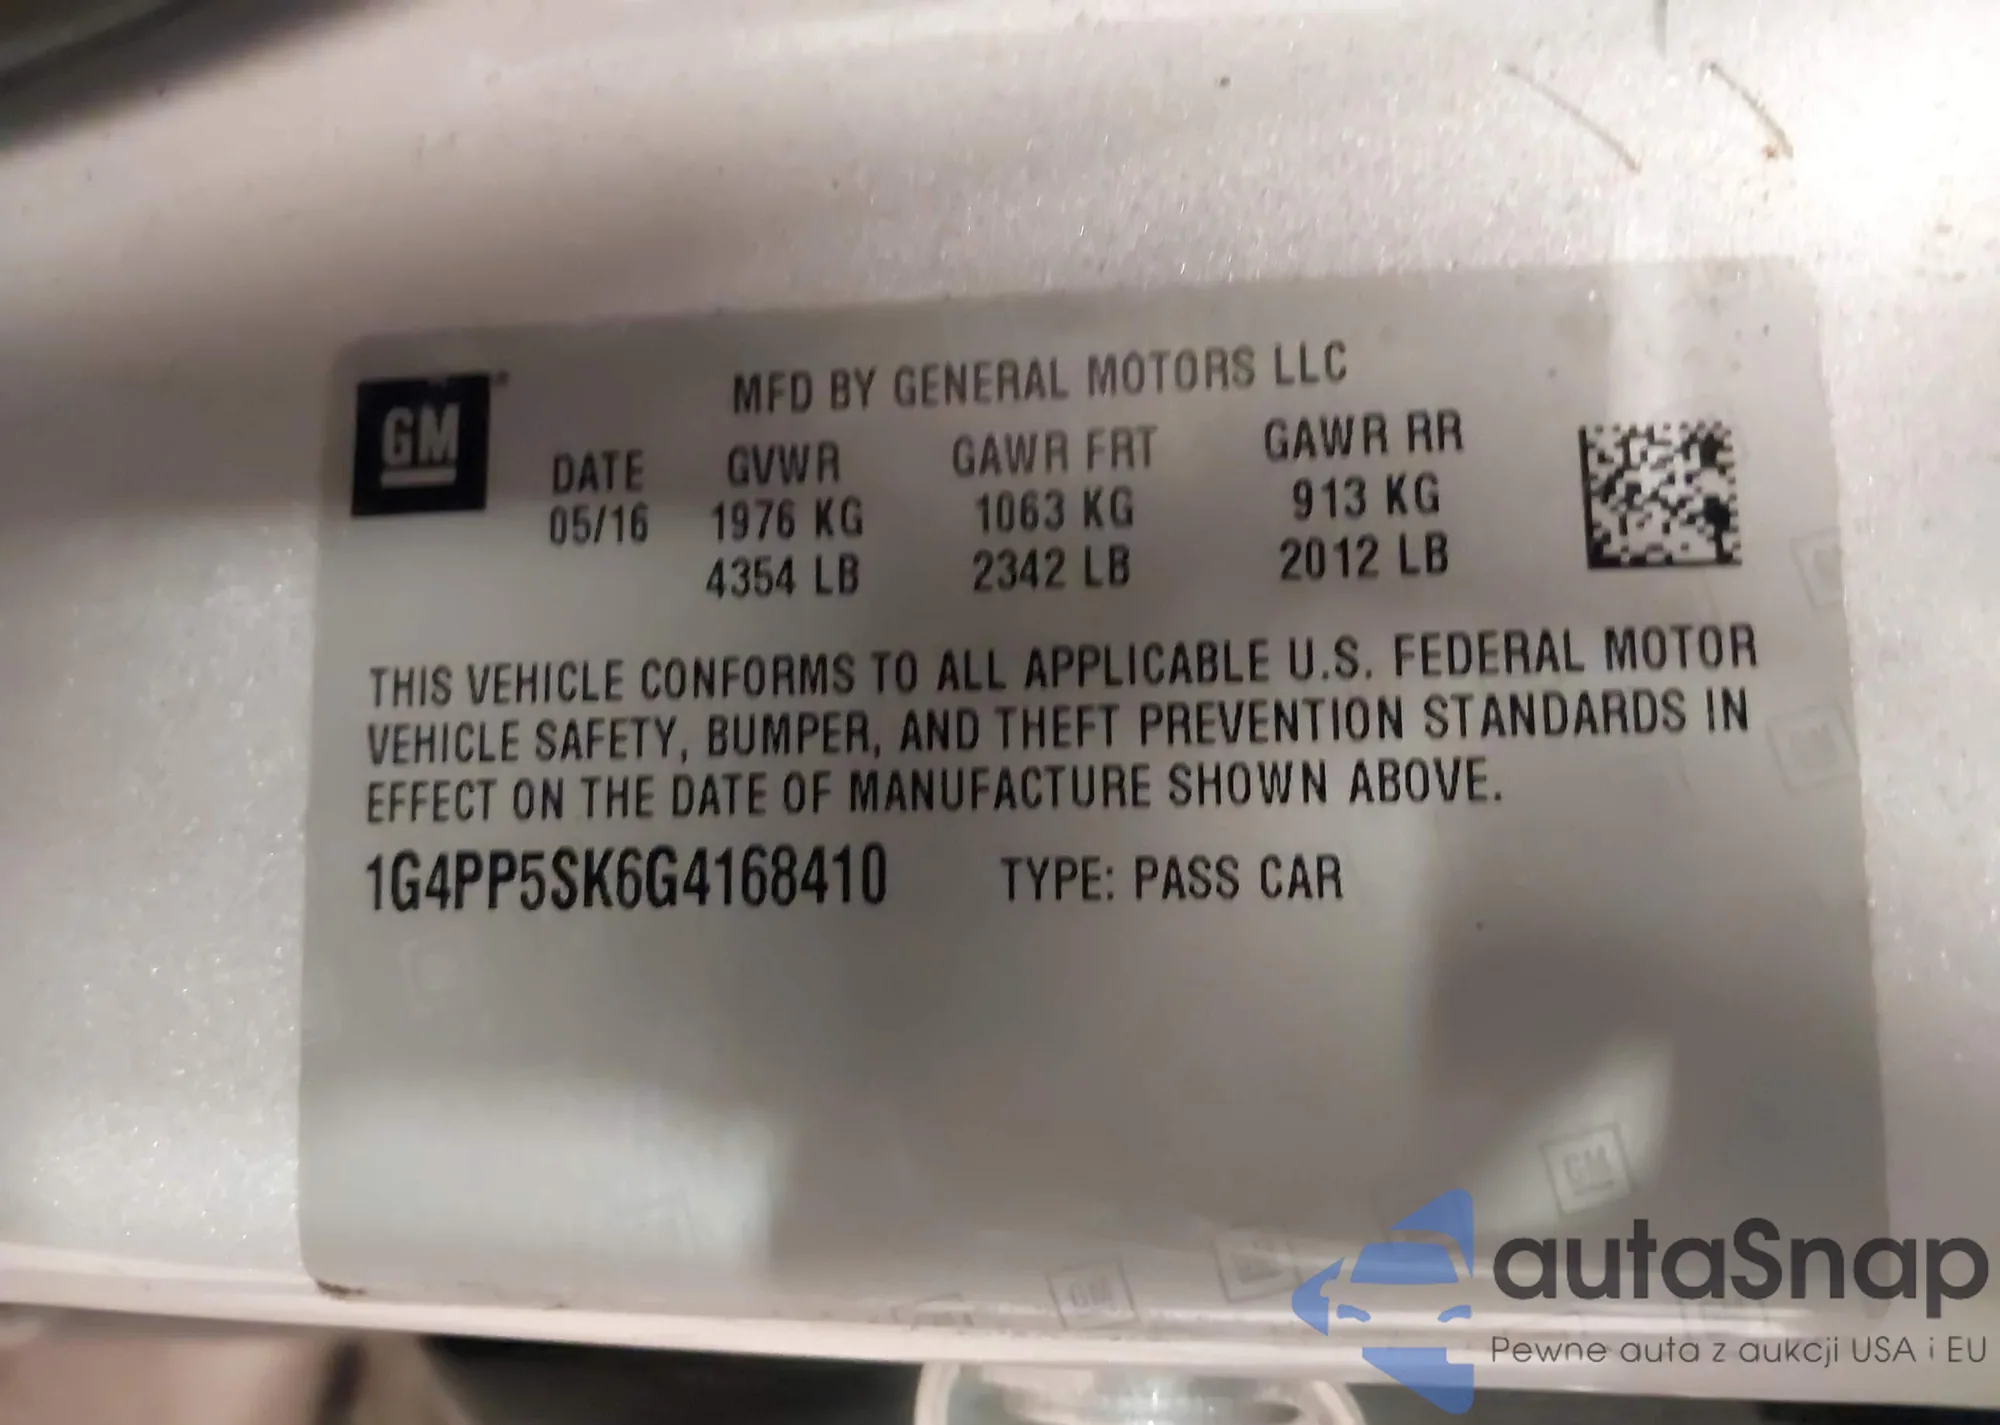 GM
MFD BY GENERAL MOTORS LLC
DATE GVWR GAWR FRT GAWR RR
05/16 1976 KG 1063 KG 913 KG
4354 LB 2342 LB 2012 LB
THIS VEHICLE CONFORMS TO ALL APPLICABLE U.S. FEDERAL MOTOR
VEHICLE SAFETY, BUMPER, AND THEFT PREVENTION STANDARDS IN
EFFECT ON THE DATE OF MANUFACTURE SHOWN ABOVE.
1G4PP5SK6G4168410 TYPE: PASS CAR
GM
GM
autaSnap
Pewne auta z aukcji USA i EU